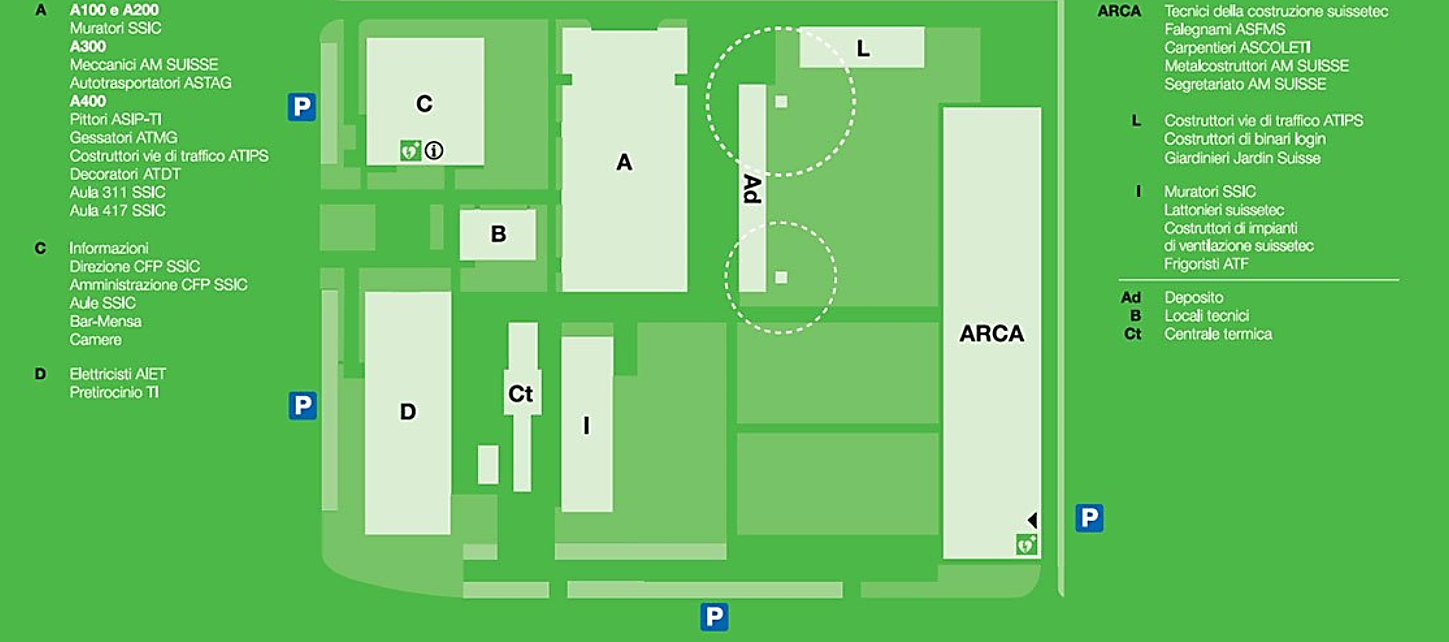 A A100 e A200
Muratori SSIC
A300
Meccanici AM SUISSE
Autotrasportatori ASTAG
A400
Pittori ASIP-TI
Gessatori ATMG
Costruttori vie di traffico ATIPS
Decoratori ATDT
Aula 311 SSIC
Aula 417 SSIC
C Informazioni
Direzione CFP SSIC
Amministrazione CFP SSIC
Aule SSIC
Bar-Mensa
Camere
D Elettricisti AIET
Pretirocinio TI
P
C
i
A
L
Ad
B
P
D
Ct
I
ARCA
P
P
ARCA Tecnici della costruzione suissetec
Falegnami ASFMS
Carpentieri ASCOLETI
Metalcostruttori AM SUISSE
Segretariato AM SUISSE
L Costruttori vie di traffico ATIPS
Costruttori di binari login
Giardinieri Jardin Suisse
I Muratori SSIC
Lattonieri suissetec
Costruttori di impianti
di ventilazione suissetec
Frigoristi ATF
Ad Deposito
B Locali tecnici
Ct Centrale termica